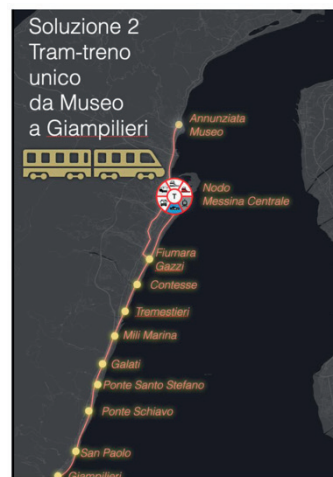 Soluzione 2
Tram-treno
unico
da Museo
a Giampilieri
Annunziata
Museo
Nodo
Messina Centrale
Fiumara
Gazzi
Contesse
Tremestieri
Mili Marina
Galati
Ponte Santo Stefano
Ponte Schiavo
San Paolo
Giampilieri